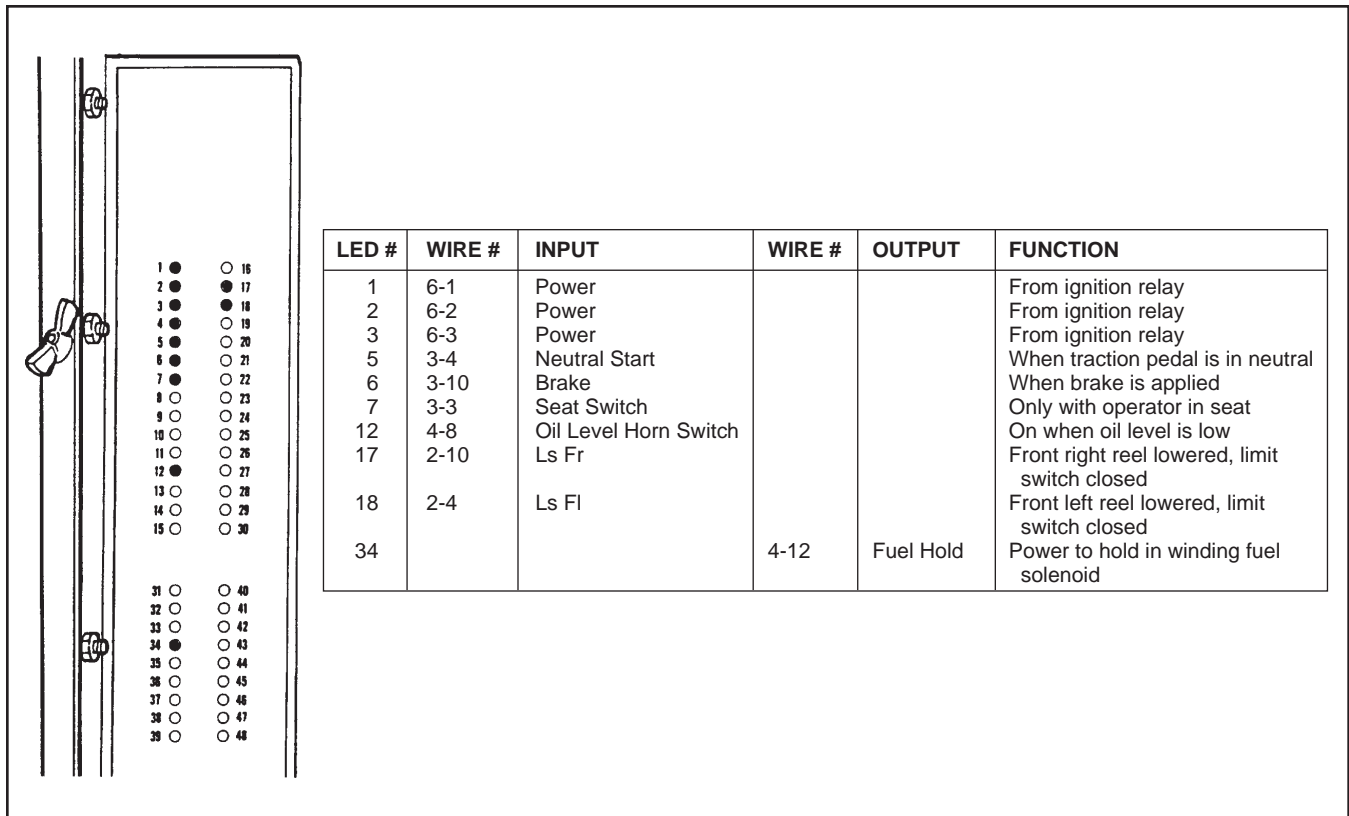 1 16
2 17
3 18
4 19
5 20
6 21
7 22
8 23
9 24
10 25
11 26
12 27
13 28
14 29
15 30
31 40
32 41
33 42
34 43
35 44
36 45
37 46
38 47
39 48
LED # WIRE # INPUT WIRE # OUTPUT FUNCTION
1 6-1 Power From ignition relay
2 6-2 Power From ignition relay
3 6-3 Power From ignition relay
5 3-4 Neutral Start When traction pedal is in neutral
6 3-10 Brake When brake is applied
7 3-3 Seat Switch Only with operator in seat
12 4-8 Oil Level Horn Switch On when oil level is low
17 2-10 Ls Fr Front right reel lowered, limit
switch closed
18 2-4 Ls Fl Front left reel lowered, limit
switch closed
34 4-12 Fuel Hold Power to hold in winding fuel
solenoid